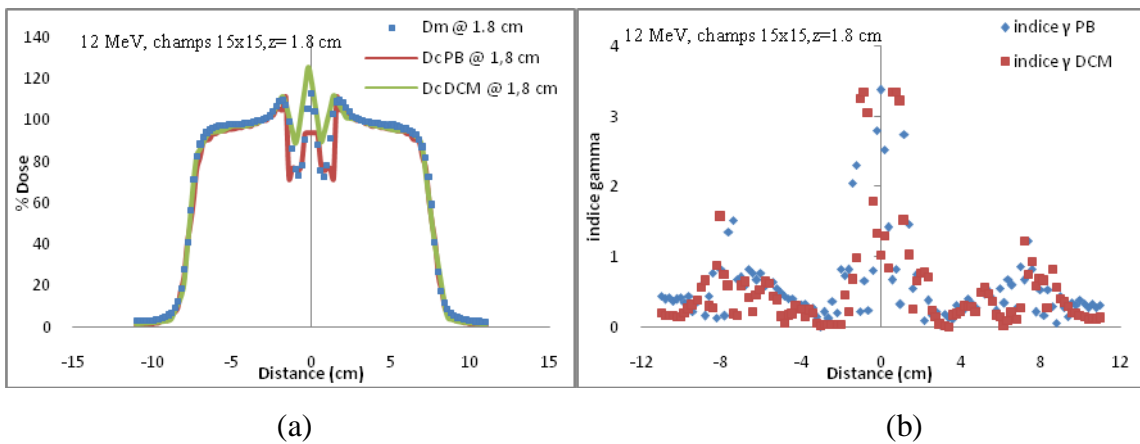 12 MeV, champs 15x15,z= 1.8 cm
Dm @ 1.8 cm
DcPB @ 1,8 cm
DcDCM @ 1,8 cm
% Dose
140
120
100
80
60
40
20
0
-15
-10
-5
0
5
10
15
Distance (cm)
(a)
12 MeV, champs 15x15,z=1.8 cm
indice γ PB
indice γ DCM
indice gamma
4
3
2
1
0
-12
-8
-4
0
4
8
12
Distance (cm)
(b)